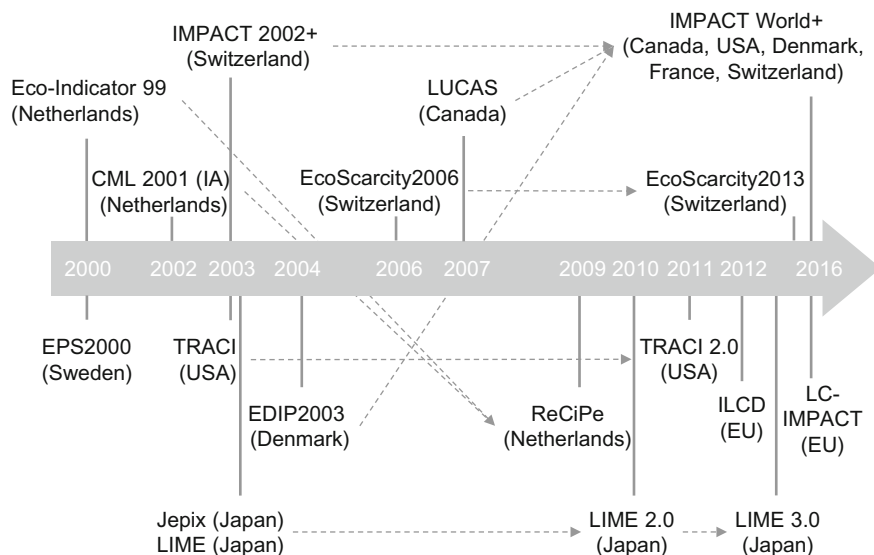 IMPACT 2002+
(Switzerland)
IMPACT World+
(Canada, USA, Denmark,
France, Switzerland)
Eco-Indicator 99
(Netherlands)
LUCAS
(Canada)
CML 2001 (IA)
(Netherlands)
EcoScarcity2006
(Switzerland)
EcoScarcity2013
(Switzerland)
2000 2002 2003 2004 2006 2007 2009 2010 2011 2012 2016
EPS2000
(Sweden)
TRACI
(USA)
TRACI 2.0
(USA)
EDIP2003
(Denmark)
ReCiPe
(Netherlands)
ILCD
(EU)
LC-
IMPACT
(EU)
Jepix (Japan)
LIME (Japan)
LIME 2.0
(Japan)
LIME 3.0
(Japan)